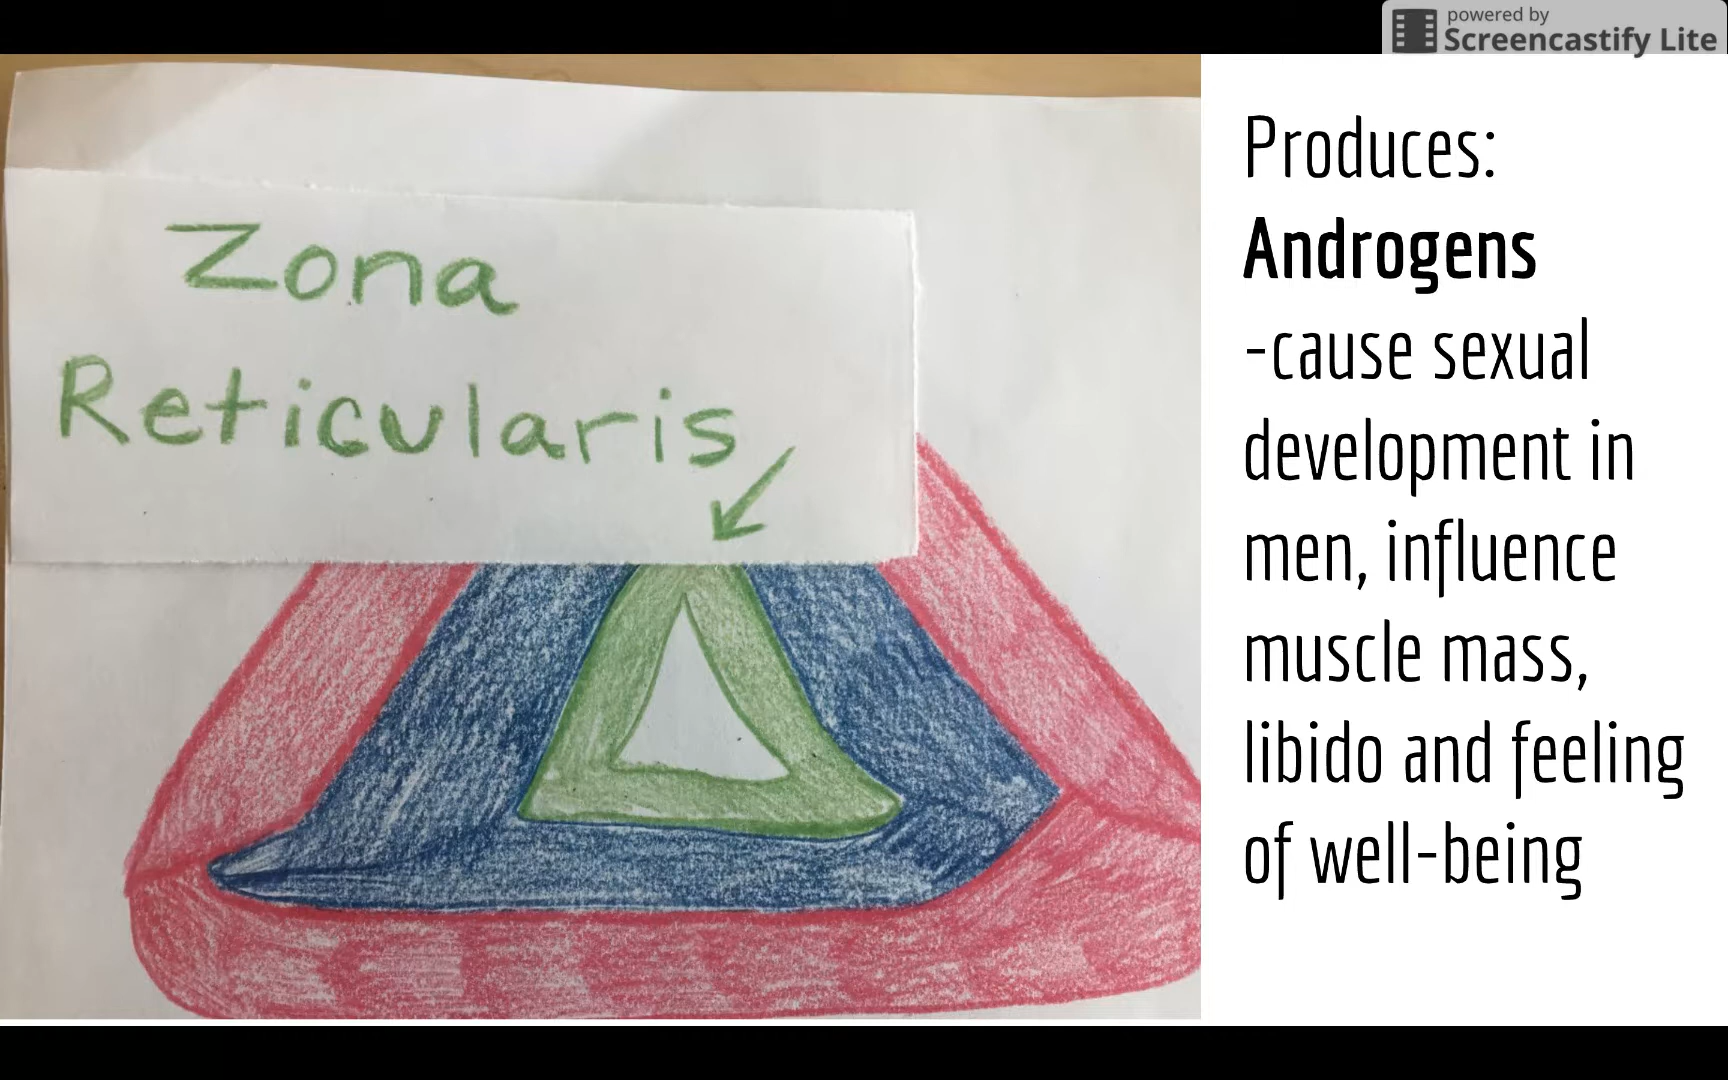 powered by
Screencastify Lite
Zona
Reticularis
Produces:
Androgens
-cause sexual
development in
men, influence
muscle mass,
libido and feeling
of well-being